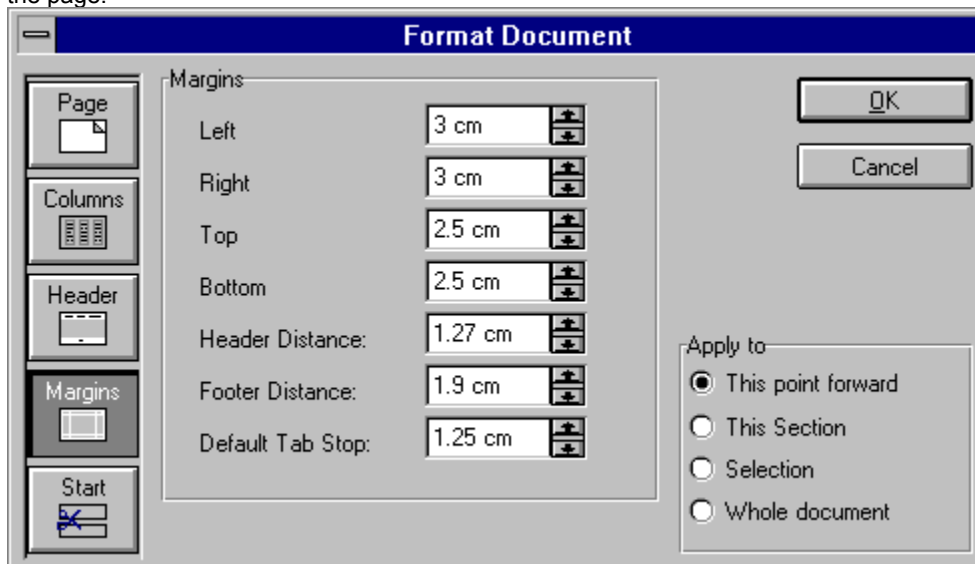 the page.
Format Document
Page
Columns
Header
Margins
Start
Margins
Left 3 cm
Right 3 cm
Top 2.5 cm
Bottom 2.5 cm
Header Distance: 1.27 cm
Footer Distance: 1.9 cm
Default Tab Stop: 1.25 cm
OK
Cancel
Apply to
This point forward
This Section
Selection
Whole document